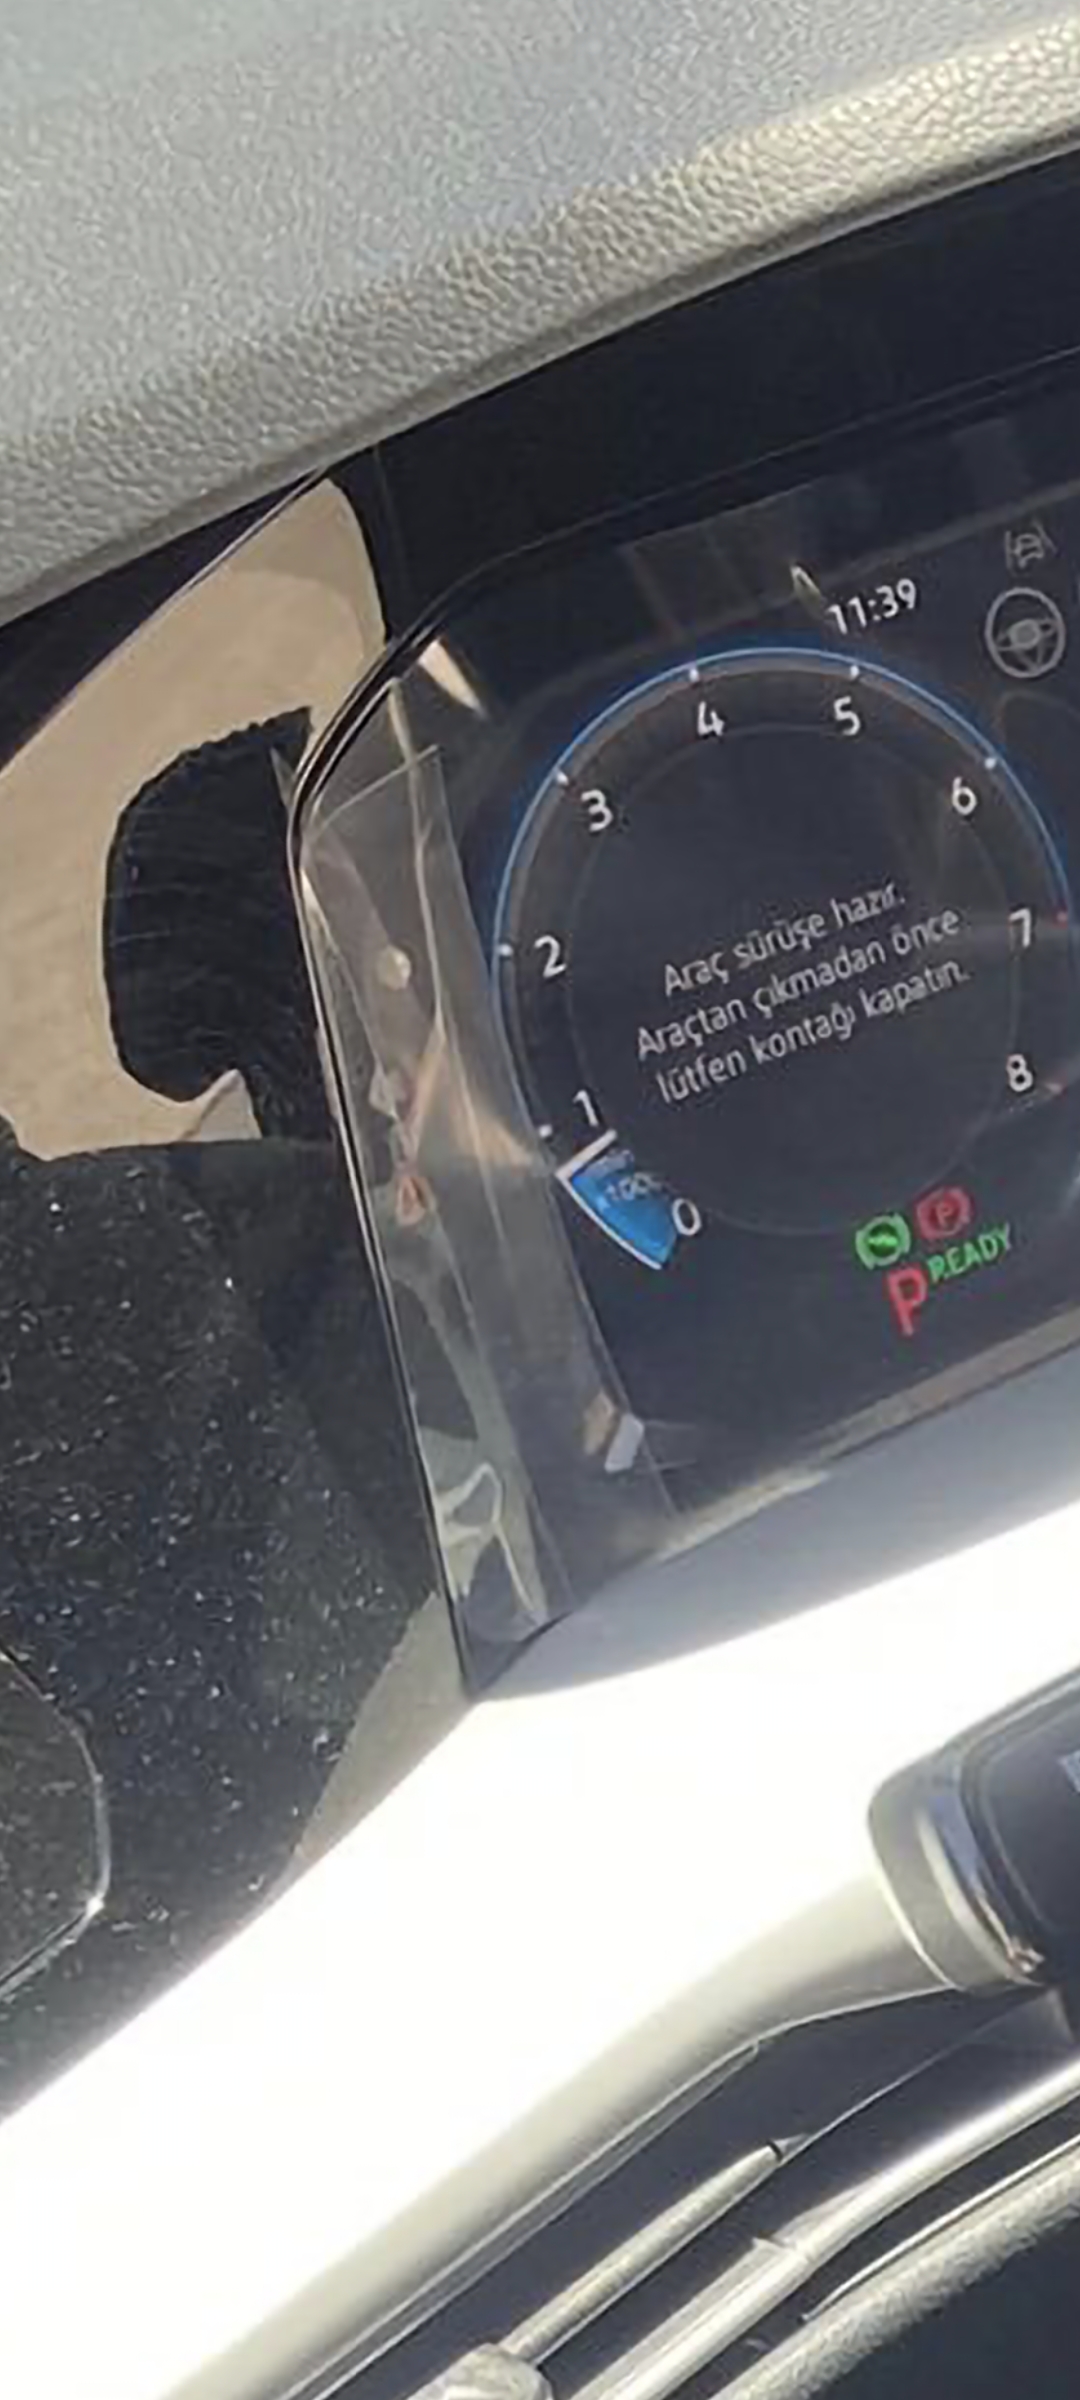 11:39
4
5
3
6
2
7
Araç sürüşe hazır.
Araçtan çıkmadan önce
lütfen kontağı kapatın.
1
8
0
P
P READY